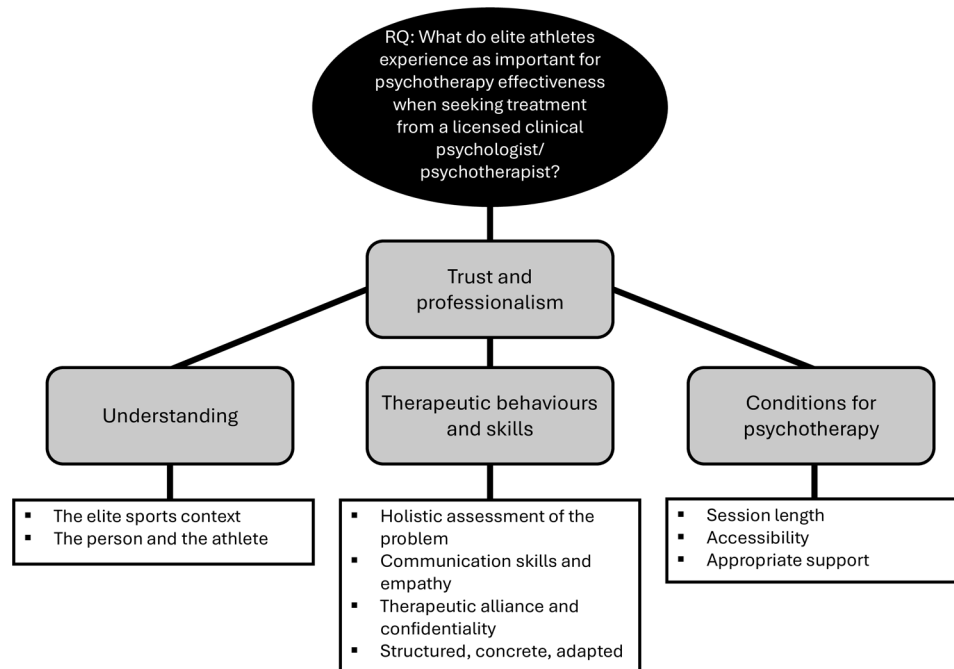 RQ: What do elite athletes
experience as important for
psychotherapy effectiveness
when seeking treatment
from a licensed clinical
psychologist/
psychotherapist?
Trust and
professionalism
Understanding
Therapeutic behaviours
and skills
Conditions for
psychotherapy
▪ The elite sports context
▪ The person and the athlete
▪ Holistic assessment of the
problem
▪ Communication skills and
empathy
▪ Therapeutic alliance and
confidentiality
▪ Structured, concrete, adapted
▪ Session length
▪ Accessibility
▪ Appropriate support